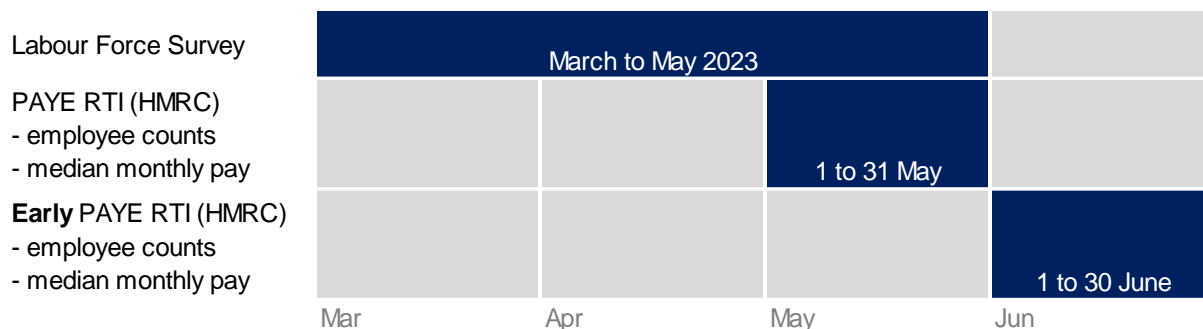 Labour Force Survey
March to May 2023
PAYE RTI (HMRC)
- employee counts
- median monthly pay
1 to 31 May
Early PAYE RTI (HMRC)
- employee counts
- median monthly pay
1 to 30 June
Mar Apr May Jun